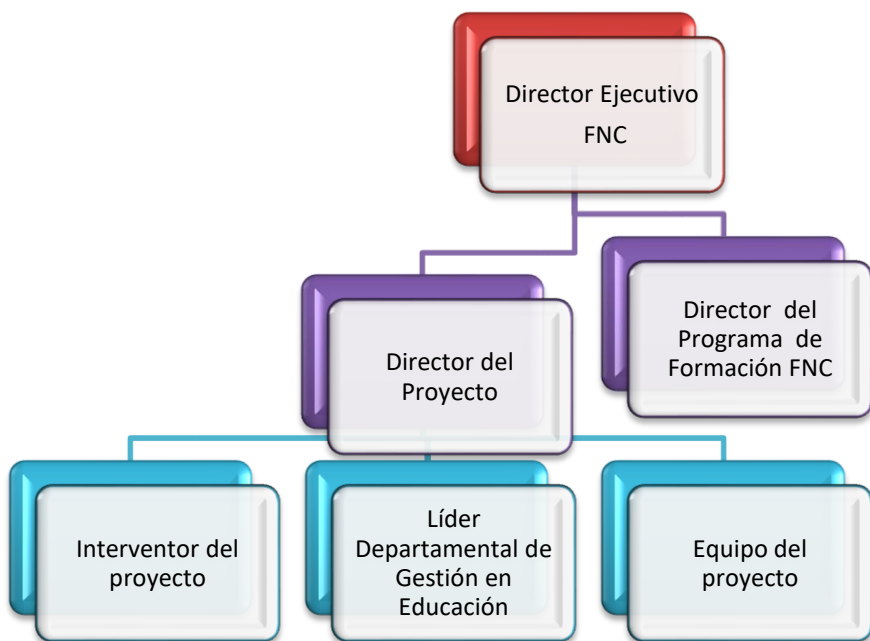 Director Ejecutivo
FNC
Director del
Programa de
Formación FNC
Director del
Proyecto
Interventor del
proyecto
Líder
Departamental de
Gestión en
Educación
Equipo del
proyecto